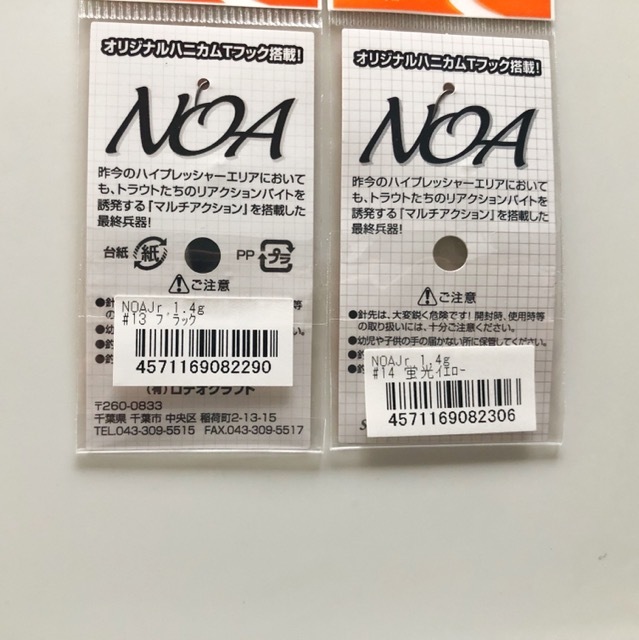 オリジナルハニカムTフック搭載!
NOA
昨今のハイプレッシャーエリアにおいて
も、トラウトたちのリアクションバイトを
誘発する「マルチアクション」を搭載した
最終兵器!
台紙 紙 PP プラ
ご注意
NOAJr 1.4g
#13 ブラック
4571169082290
(有)ロデオクラフト
〒260-0833
千葉県 千葉市 中央区 稲荷町2-13-15
TEL.043-309-5515 FAX.043-309-5517
オリジナルハニカムTフック搭載!
NOA
昨今のハイプレッシャーエリアにおいて
も、トラウトたちのリアクションバイトを
誘発する「マルチアクション」を搭載した
最終兵器!
ご注意
●針先は、大変鋭く危険です!開封時、使用時等
の取り扱いには、十分ご注意ください。
●幼児や子供の手の届かない所に保管してください。
NOAJr 1.4g
#14 蛍光イエロー
4571169082306